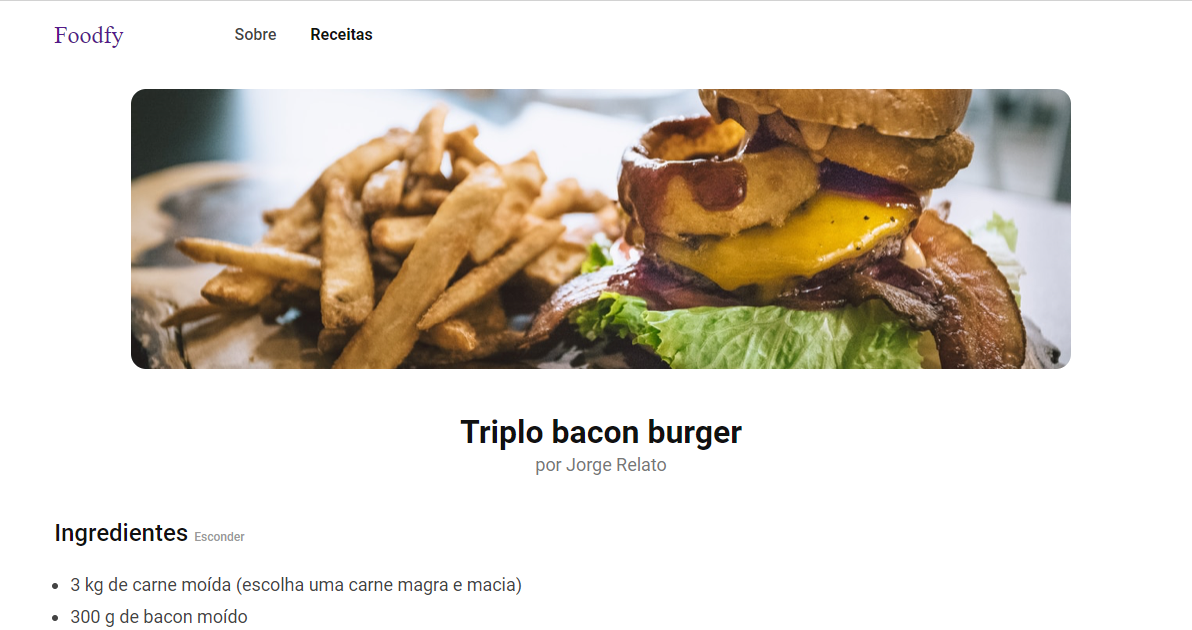 Foodfy Sobre Receitas
Triplo bacon burger
por Jorge Relato
Ingredientes Esconder
3 kg de carne moída (escolha uma carne magra e macia)
300 g de bacon moído